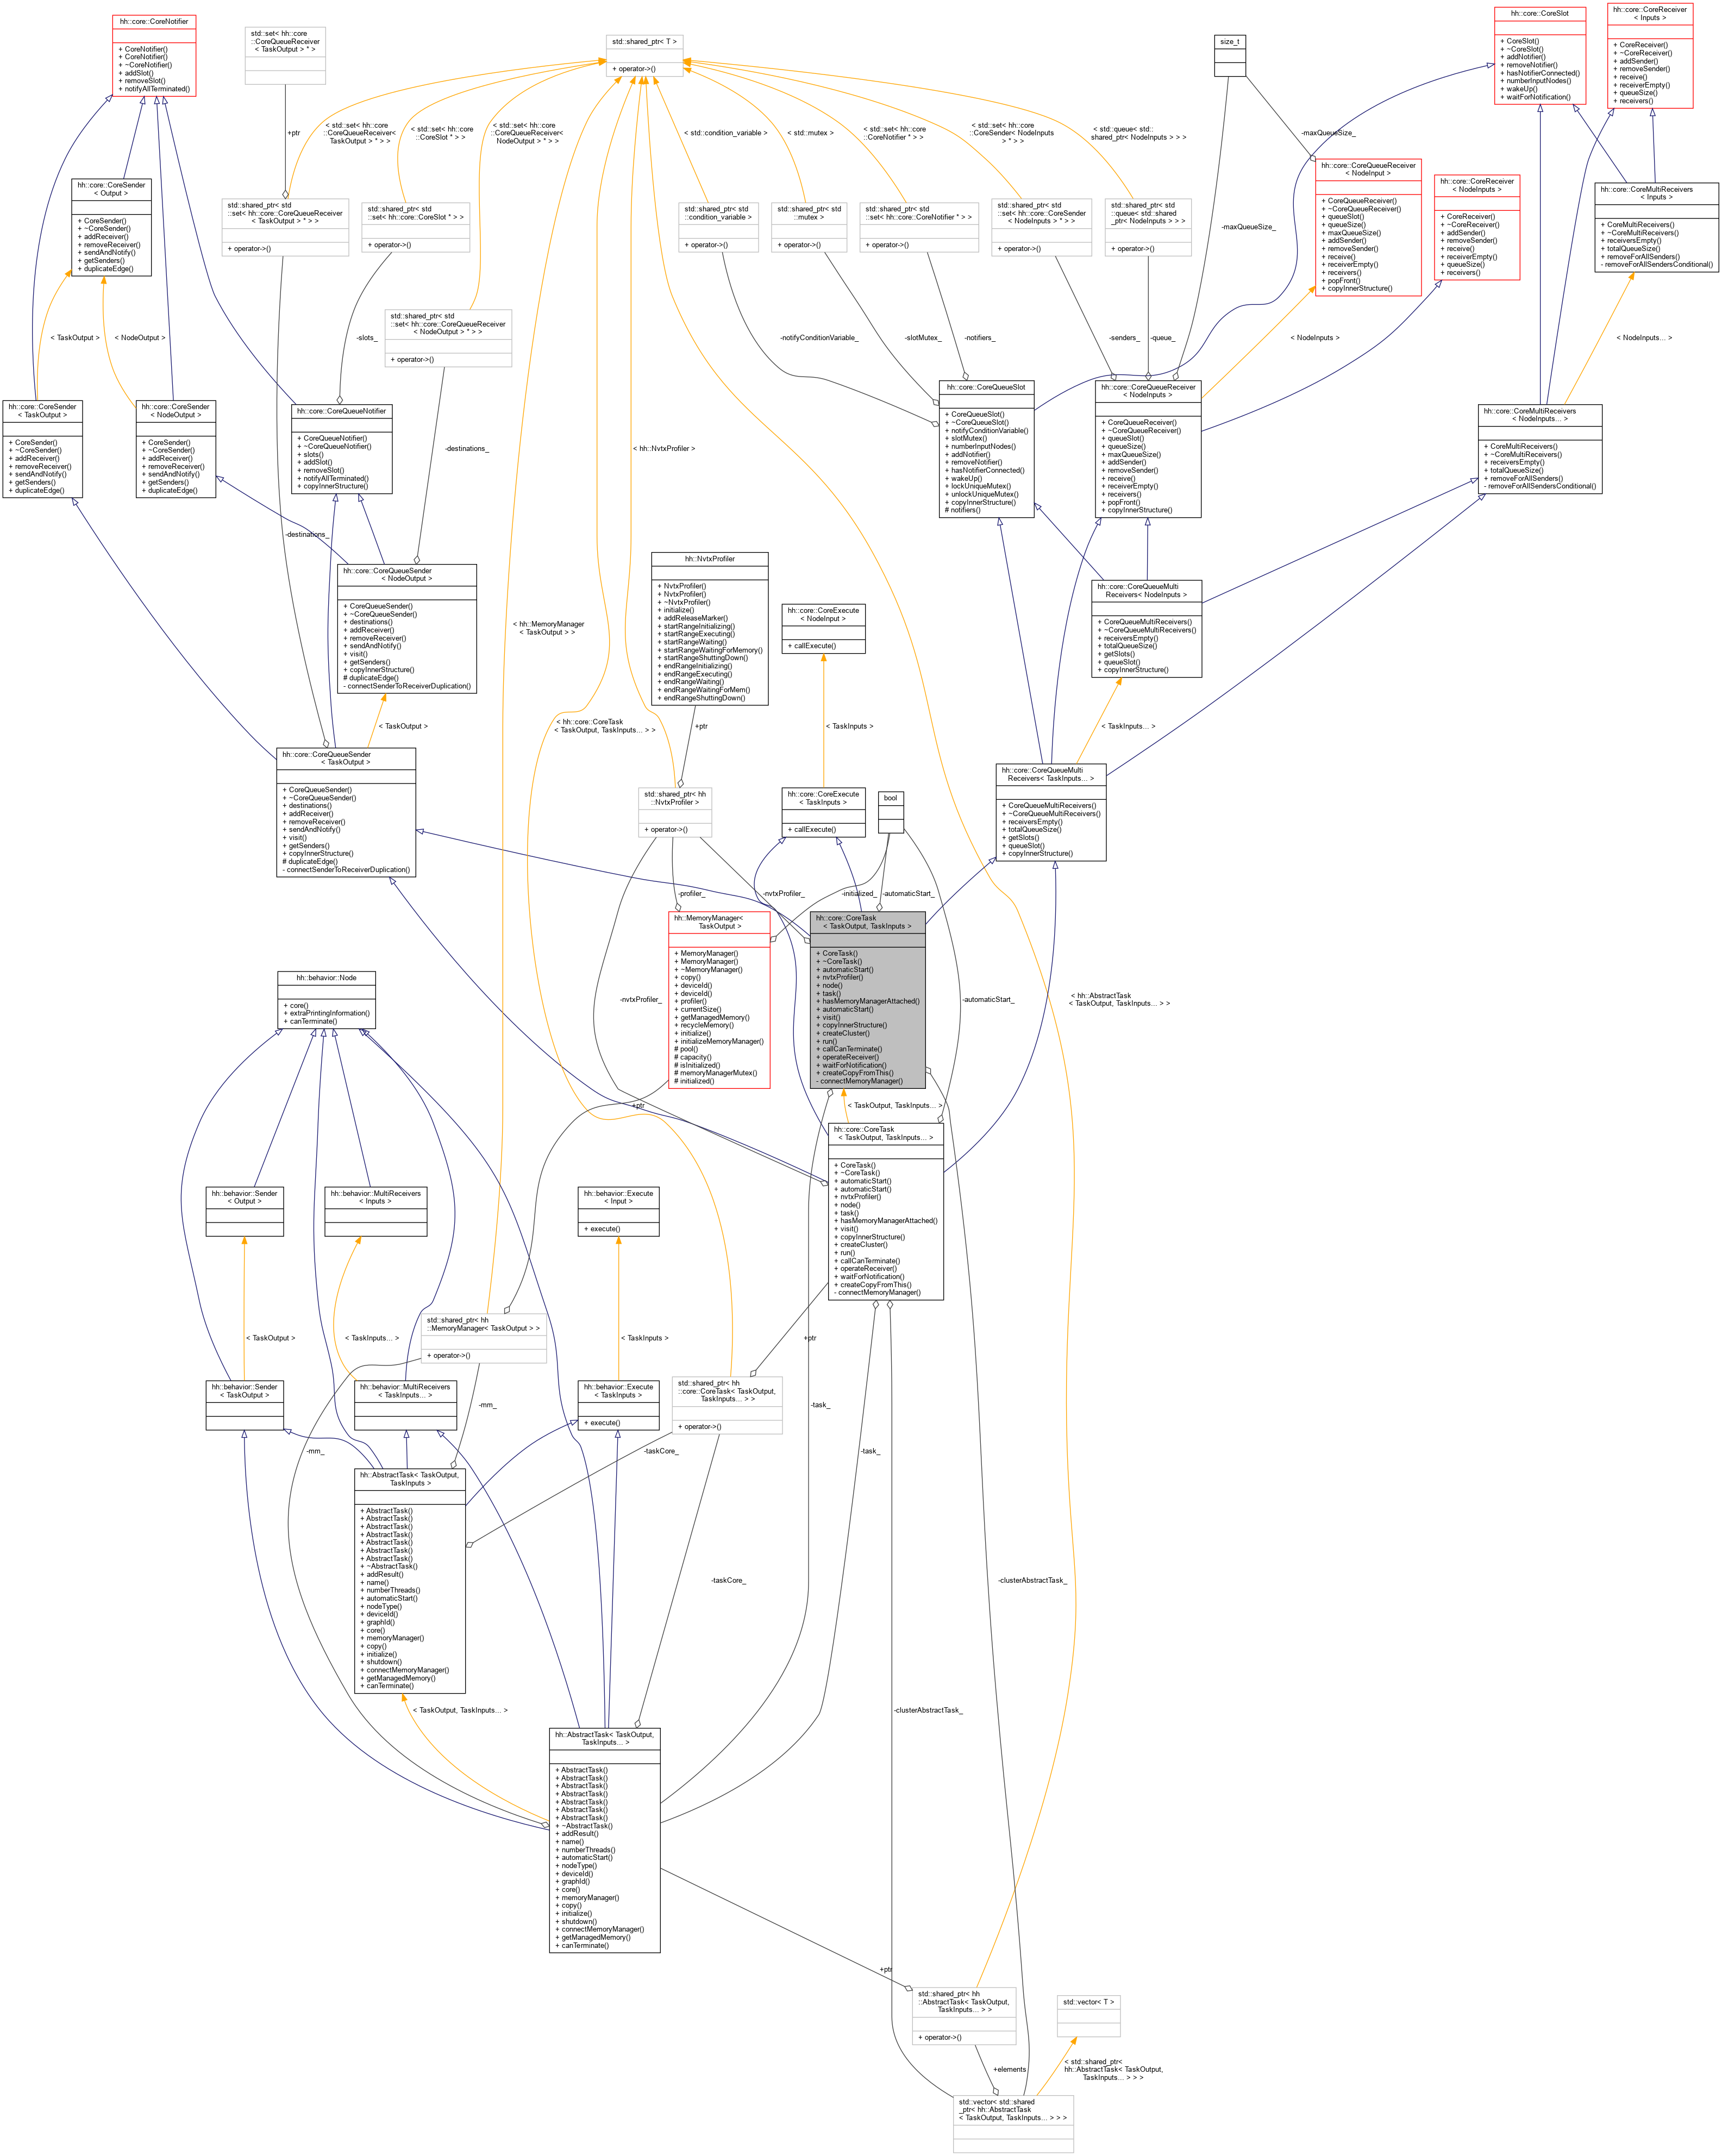 hh::core::CoreNotifier
+ CoreNotifier()
+ CoreNotifier()
+ ~CoreNotifier()
+ addSlot()
+ removeSlot()
+ notifyAllTerminated()
std::set< hh::core
::CoreQueueReceiver
< TaskOutput > * >
std::shared_ptr< T >
+ operator->()
size_t
hh::core::CoreSlot
+ CoreSlot()
+ ~CoreSlot()
+ addNotifier()
+ removeNotifier()
+ hasNotifierConnected()
+ numberInputNodes()
+ wakeUp()
+ waitForNotification()
hh::core::CoreReceiver
< Inputs >
+ CoreReceiver()
+ ~CoreReceiver()
+ addSender()
+ removeSender()
+ receive()
+ receiverEmpty()
+ queueSize()
+ receivers()
+ptr
< std::set< hh::core
::CoreQueueReceiver<
TaskOutput > * > >
< std::set< hh::core
::CoreSlot * > >
< std::set< hh::core
::CoreQueueReceiver<
NodeOutput > * > >
< std::condition_variable >
< std::mutex >
< std::set< hh::core
::CoreNotifier * > >
< std::set< hh::core
::CoreSender< NodeInputs
> * > >
< std::queue< std::
shared_ptr< NodeInputs > > >
-maxQueueSize_
hh::core::CoreSender
< Output >
+ CoreSender()
+ ~CoreSender()
+ addReceiver()
+ removeReceiver()
+ sendAndNotify()
+ getSenders()
+ duplicateEdge()
std::shared_ptr< std
::set< hh::core::CoreQueueReceiver
< TaskOutput > * > >
+ operator->()
std::shared_ptr< std
::set< hh::core::CoreSlot * > >
+ operator->()
std::shared_ptr< std
::condition_variable >
+ operator->()
std::shared_ptr< std
::mutex >
+ operator->()
std::shared_ptr< std
::set< hh::core::CoreNotifier * > >
+ operator->()
std::shared_ptr< std
::set< hh::core::CoreSender
< NodeInputs > * > >
+ operator->()
std::shared_ptr< std
::queue< std::shared
_ptr< NodeInputs > > >
+ operator->()
-maxQueueSize_
hh::core::CoreQueueReceiver
< NodeInput >
+ CoreQueueReceiver()
+ ~CoreQueueReceiver()
+ queueSlot()
+ queueSize()
+ maxQueueSize()
+ addSender()
+ removeSender()
+ receive()
+ receiverEmpty()
+ receivers()
+ popFront()
+ copyInnerStructure()
hh::core::CoreReceiver
< NodeInputs >
+ CoreReceiver()
+ ~CoreReceiver()
+ addSender()
+ removeSender()
+ receive()
+ receiverEmpty()
+ queueSize()
+ receivers()
hh::core::CoreMultiReceivers
< Inputs >
+ CoreMultiReceivers()
+ ~CoreMultiReceivers()
+ receiversEmpty()
+ totalQueueSize()
+ removeForAllSenders()
- removeForAllSendersConditional()
std::shared_ptr< std
::set< hh::core::CoreQueueReceiver
< NodeOutput > * > >
+ operator->()
< TaskOutput >
< NodeOutput >
-slots_
-notifyConditionVariable_
-slotMutex_
-notifiers_
-senders_
-queue_
< NodeInputs >
< NodeInputs... >
hh::core::CoreSender
< TaskOutput >
+ CoreSender()
+ ~CoreSender()
+ addReceiver()
+ removeReceiver()
+ sendAndNotify()
+ getSenders()
+ duplicateEdge()
hh::core::CoreSender
< NodeOutput >
+ CoreSender()
+ ~CoreSender()
+ addReceiver()
+ removeReceiver()
+ sendAndNotify()
+ getSenders()
+ duplicateEdge()
hh::core::CoreQueueNotifier
+ CoreQueueNotifier()
+ ~CoreQueueNotifier()
+ slots()
+ addSlot()
+ removeSlot()
+ notifyAllTerminated()
+ copyInnerStructure()
-destinations_
< hh::NvtxProfiler >
hh::core::CoreQueueSlot
+ CoreQueueSlot()
+ ~CoreQueueSlot()
+ notifyConditionVariable()
+ slotMutex()
+ numberInputNodes()
+ addNotifier()
+ removeNotifier()
+ hasNotifierConnected()
+ wakeUp()
+ lockUniqueMutex()
+ unlockUniqueMutex()
+ copyInnerStructure()
# notifiers()
hh::core::CoreQueueReceiver
< NodeInputs >
+ CoreQueueReceiver()
+ ~CoreQueueReceiver()
+ queueSlot()
+ queueSize()
+ maxQueueSize()
+ addSender()
+ removeSender()
+ receive()
+ receiverEmpty()
+ receivers()
+ popFront()
+ copyInnerStructure()
hh::core::CoreMultiReceivers
< NodeInputs... >
+ CoreMultiReceivers()
+ ~CoreMultiReceivers()
+ receiversEmpty()
+ totalQueueSize()
+ removeForAllSenders()
- removeForAllSendersConditional()
-destinations_
hh::core::CoreQueueSender
< NodeOutput >
+ CoreQueueSender()
+ ~CoreQueueSender()
+ destinations()
+ addReceiver()
+ removeReceiver()
+ sendAndNotify()
+ visit()
+ getSenders()
+ copyInnerStructure()
# duplicateEdge()
- connectSenderToReceiverDuplication()
< hh::MemoryManager
< TaskOutput > >
hh::NvtxProfiler
+ NvtxProfiler()
+ NvtxProfiler()
+ ~NvtxProfiler()
+ initialize()
+ addReleaseMarker()
+ startRangeInitializing()
+ startRangeExecuting()
+ startRangeWaiting()
+ startRangeWaitingForMemory()
+ startRangeShuttingDown()
+ endRangeInitializing()
+ endRangeExecuting()
+ endRangeWaiting()
+ endRangeWaitingForMem()
+ endRangeShuttingDown()
hh::core::CoreExecute
< NodeInput >
+ callExecute()
hh::core::CoreQueueMulti
Receivers< NodeInputs >
+ CoreQueueMultiReceivers()
+ ~CoreQueueMultiReceivers()
+ receiversEmpty()
+ totalQueueSize()
+ getSlots()
+ queueSlot()
+ copyInnerStructure()
< TaskOutput >
< hh::core::CoreTask
< TaskOutput, TaskInputs... > >
+ptr
< TaskInputs >
< TaskInputs... >
hh::core::CoreQueueSender
< TaskOutput >
+ CoreQueueSender()
+ ~CoreQueueSender()
+ destinations()
+ addReceiver()
+ removeReceiver()
+ sendAndNotify()
+ visit()
+ getSenders()
+ copyInnerStructure()
# duplicateEdge()
- connectSenderToReceiverDuplication()
std::shared_ptr< hh
::NvtxProfiler >
+ operator->()
hh::core::CoreExecute
< TaskInputs >
+ callExecute()
bool
hh::core::CoreQueueMulti
Receivers< TaskInputs... >
+ CoreQueueMultiReceivers()
+ ~CoreQueueMultiReceivers()
+ receiversEmpty()
+ totalQueueSize()
+ getSlots()
+ queueSlot()
+ copyInnerStructure()
-profiler_
-nvtxProfiler_
-initialized_
-automaticStart_
hh::MemoryManager<
TaskOutput >
+ MemoryManager()
+ MemoryManager()
+ ~MemoryManager()
+ copy()
+ deviceId()
+ deviceId()
+ profiler()
+ currentSize()
+ getManagedMemory()
+ recycleMemory()
+ initialize()
+ initializeMemoryManager()
# pool()
# capacity()
# isInitialized()
# memoryManagerMutex()
# initialized()
hh::core::CoreTask
< TaskOutput, TaskInputs >
+ CoreTask()
+ ~CoreTask()
+ automaticStart()
+ nvtxProfiler()
+ node()
+ task()
+ hasMemoryManagerAttached()
+ automaticStart()
+ visit()
+ copyInnerStructure()
+ createCluster()
+ run()
+ callCanTerminate()
+ operateReceiver()
+ waitForNotification()
+ createCopyFromThis()
- connectMemoryManager()
hh::behavior::Node
+ core()
+ extraPrintingInformation()
+ canTerminate()
-nvtxProfiler_
-automaticStart_
< hh::AbstractTask
< TaskOutput, TaskInputs... > >
+ptr
< TaskOutput, TaskInputs... >
hh::core::CoreTask
< TaskOutput, TaskInputs... >
+ CoreTask()
+ ~CoreTask()
+ automaticStart()
+ automaticStart()
+ nvtxProfiler()
+ node()
+ task()
+ hasMemoryManagerAttached()
+ visit()
+ copyInnerStructure()
+ createCluster()
+ run()
+ callCanTerminate()
+ operateReceiver()
+ waitForNotification()
+ createCopyFromThis()
- connectMemoryManager()
hh::behavior::Sender
< Output >
hh::behavior::MultiReceivers
< Inputs >
hh::behavior::Execute
< Input >
+ execute()
< TaskOutput >
< TaskInputs... >
std::shared_ptr< hh
::MemoryManager< TaskOutput > >
+ operator->()
< TaskInputs >
+ptr
hh::behavior::Sender
< TaskOutput >
hh::behavior::MultiReceivers
< TaskInputs... >
hh::behavior::Execute
< TaskInputs >
+ execute()
std::shared_ptr< hh
::core::CoreTask< TaskOutput,
TaskInputs... > >
+ operator->()
-mm_
-mm_
-taskCore_
-task_
-task_
hh::AbstractTask< TaskOutput,
TaskInputs >
+ AbstractTask()
+ AbstractTask()
+ AbstractTask()
+ AbstractTask()
+ AbstractTask()
+ AbstractTask()
+ AbstractTask()
+ ~AbstractTask()
+ addResult()
+ name()
+ numberThreads()
+ automaticStart()
+ nodeType()
+ deviceId()
+ graphId()
+ core()
+ memoryManager()
+ copy()
+ initialize()
+ shutdown()
+ connectMemoryManager()
+ getManagedMemory()
+ canTerminate()
-taskCore_
-clusterAbstractTask_
< TaskOutput, TaskInputs... >
-clusterAbstractTask_
hh::AbstractTask< TaskOutput,
TaskInputs... >
+ AbstractTask()
+ AbstractTask()
+ AbstractTask()
+ AbstractTask()
+ AbstractTask()
+ AbstractTask()
+ AbstractTask()
+ ~AbstractTask()
+ addResult()
+ name()
+ numberThreads()
+ automaticStart()
+ nodeType()
+ deviceId()
+ graphId()
+ core()
+ memoryManager()
+ copy()
+ initialize()
+ shutdown()
+ connectMemoryManager()
+ getManagedMemory()
+ canTerminate()
+ptr
std::shared_ptr< hh
::AbstractTask< TaskOutput,
TaskInputs... > >
+ operator->()
std::vector< T >
+elements
< std::shared_ptr<
hh::AbstractTask< TaskOutput,
TaskInputs... > > >
std::vector< std::shared
_ptr< hh::AbstractTask
< TaskOutput, TaskInputs... > > >